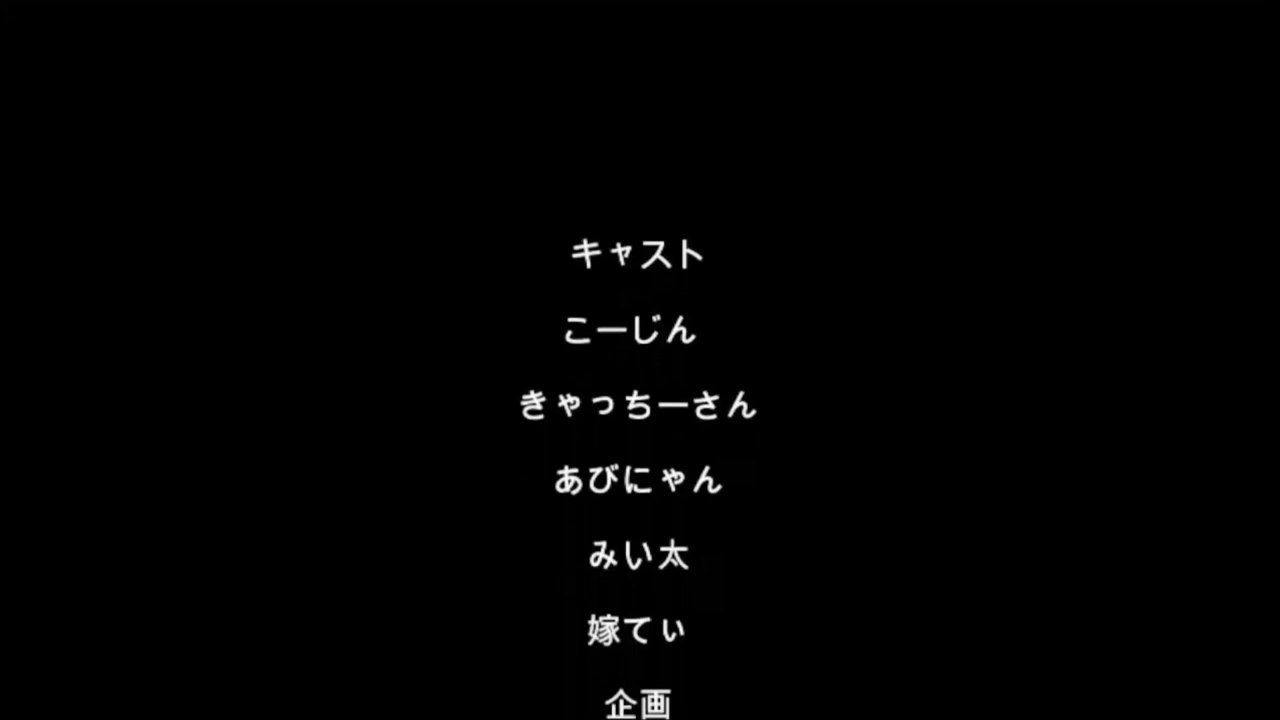 キャスト
こーじん
きゃっちーさん
あびにゃん
みい太
嫁てぃ
企画